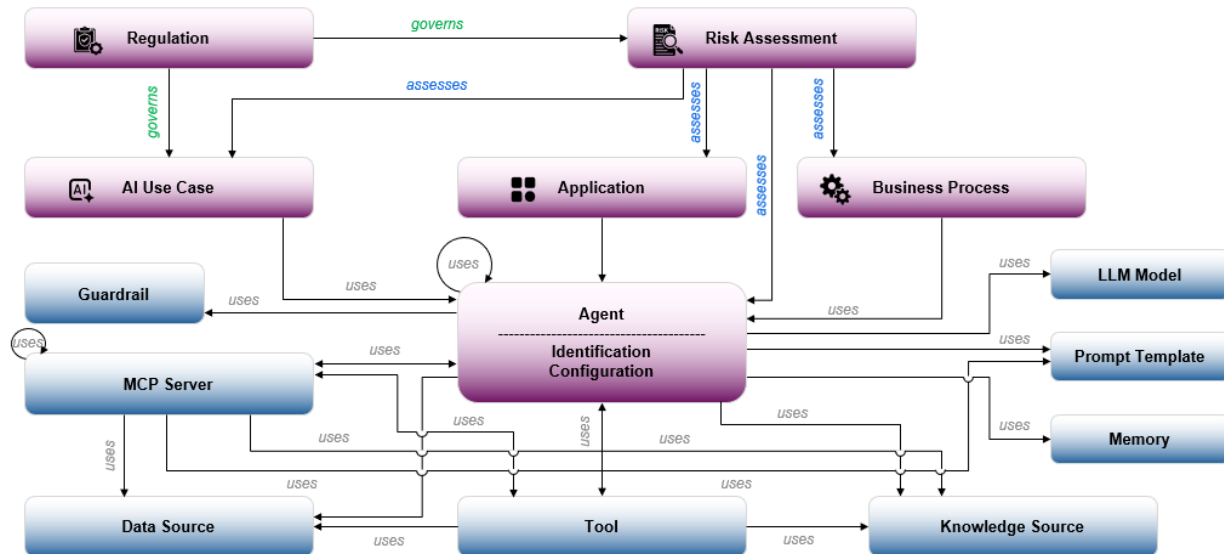 Regulation
governs
RISK
Risk Assessment
assesses
governs
assesses
assesses
assesses
AI
AI Use Case
Application
Business Process
uses
uses
LLM Model
Guardrail
uses
Agent
uses
uses
uses
Identification
Configuration
uses
Prompt Template
MCP Server
uses
uses
uses
uses
Memory
uses
uses
uses
uses
uses
Data Source
Tool
Knowledge Source
uses
uses